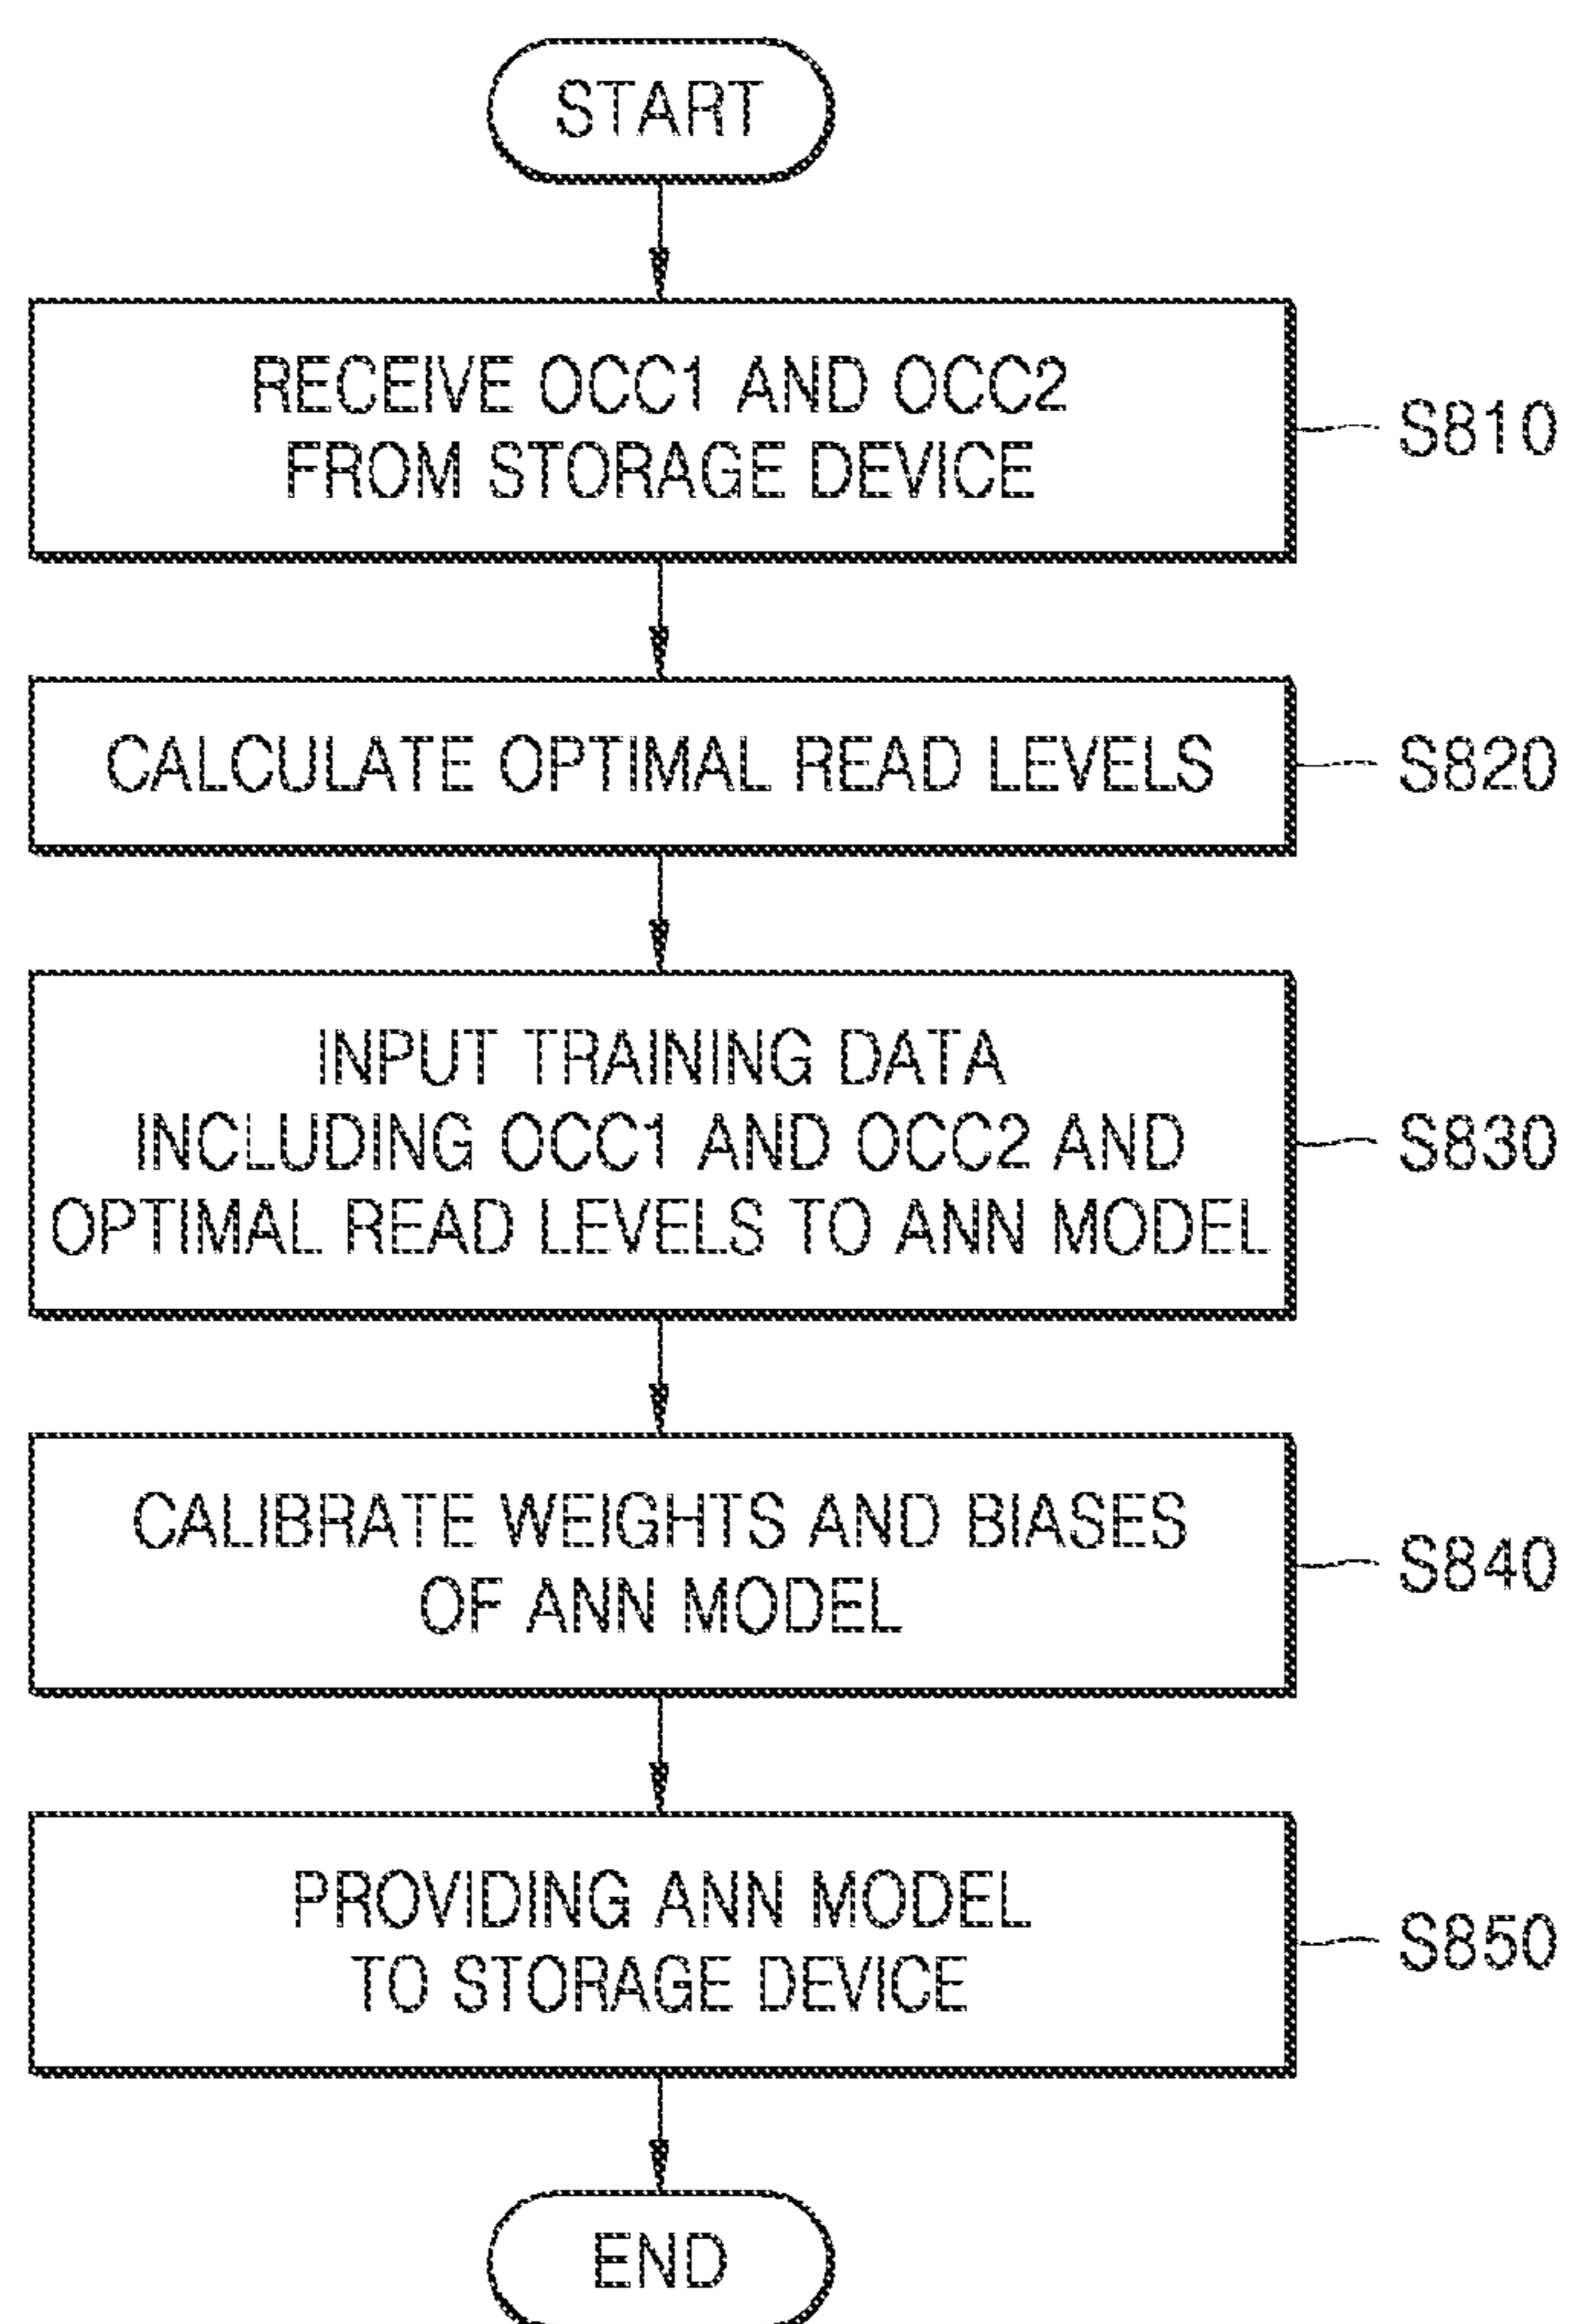 START
RECEIVE OCC1 AND OCC2
FROM STORAGE DEVICE
S810
CALCULATE OPTIMAL READ LEVELS
S820
INPUT TRAINING DATA
INCLUDING OCC1 AND OCC2 AND
OPTIMAL READ LEVELS TO ANN MODEL
S830
CALIBRATE WEIGHTS AND BIASES
OF ANN MODEL
S840
PROVIDING ANN MODEL
TO STORAGE DEVICE
S850
END